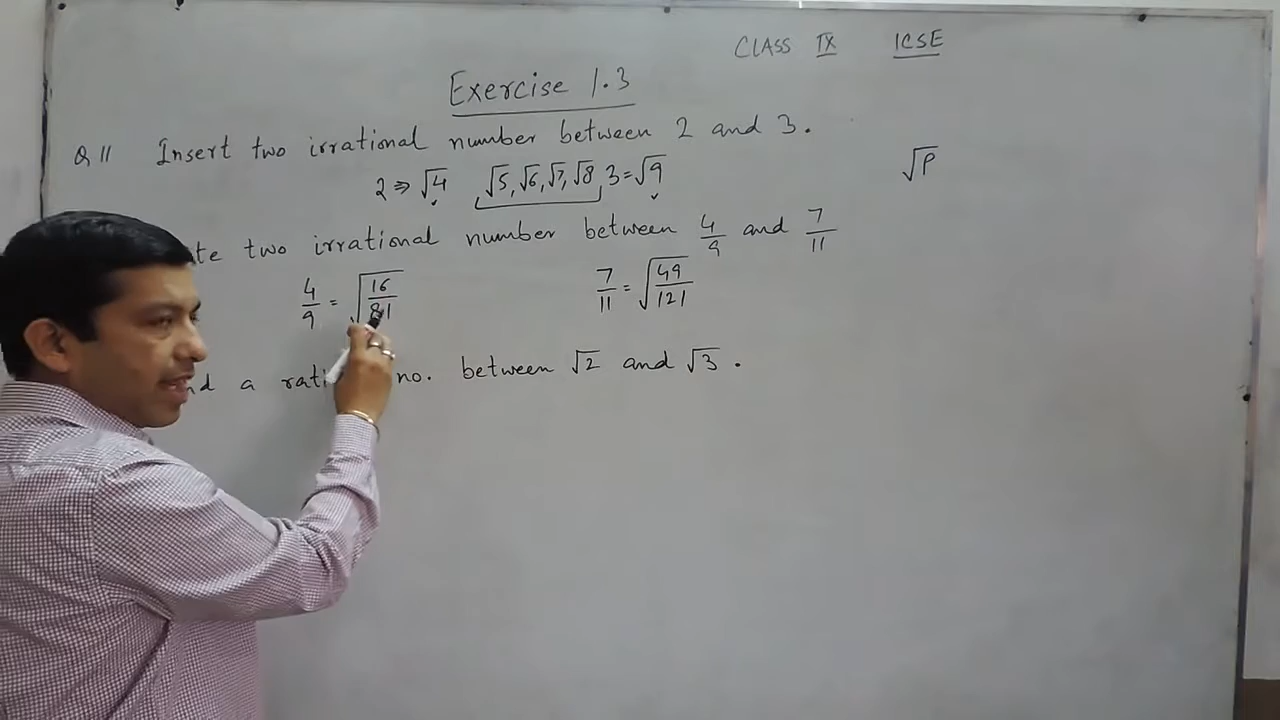 CLASS IX ICSE
Exercise 1.3
Q 11 Insert two irrational number between 2 and 3.
2 ⇒ √4 √5, √6, √7, √8, 3 = √9 √P
two irrational number between 4/9 and 7/11
4/9 = √(16/81) 7/11 = √(49/121)
a no. between √2 and √3.